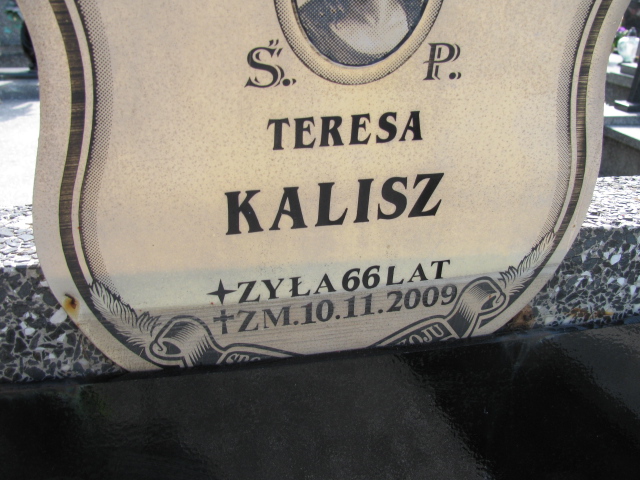 Ś. P.
TERESA
KALISZ
ŻYŁA 66 LAT
ZM. 10.11.2009